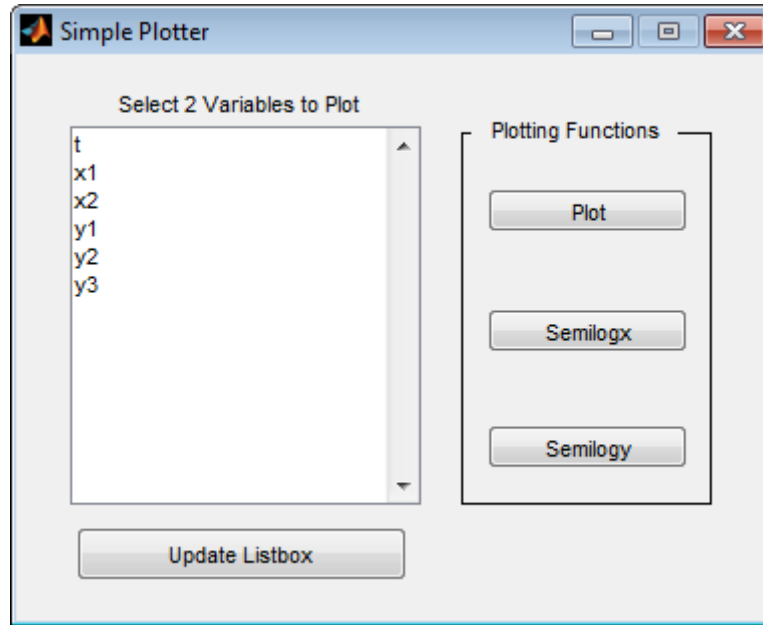 Simple Plotter
Select 2 Variables to Plot
t
x1
x2
y1
y2
y3
Update Listbox
Plotting Functions
Plot
Semilogx
Semilogy